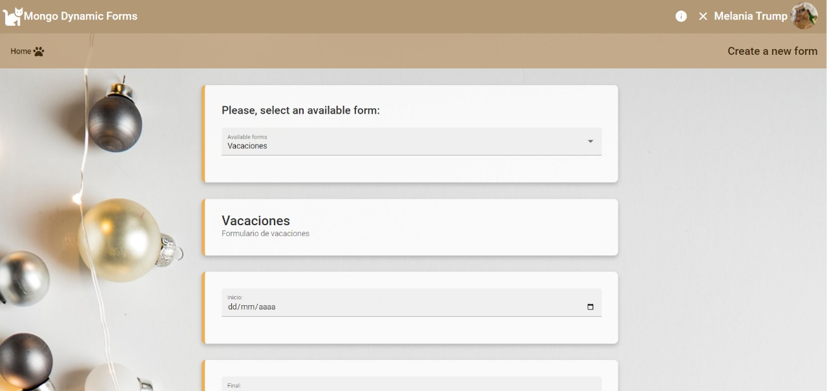 Mongo Dynamic Forms
Melania Trump
Home
Create a new form
Please, select an available form:
Available forms
Vacaciones
Vacaciones
Formulario de vacaciones
Inicio:
dd/mm/aaaa
Final: